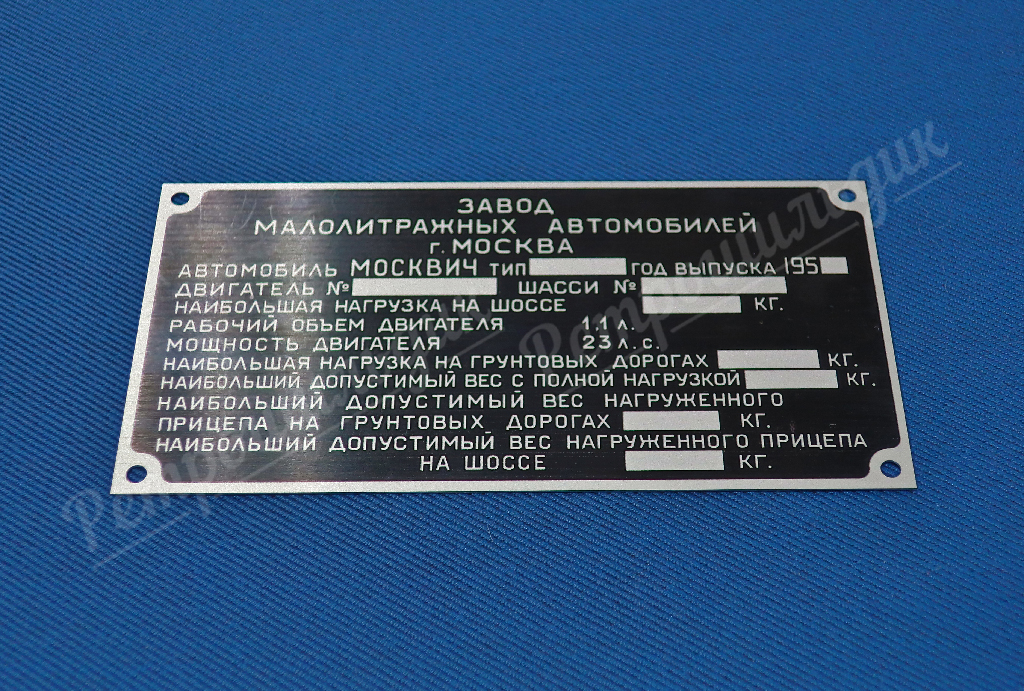 ЗАВОД
МАЛОЛИТРАЖНЫХ АВТОМОБИЛЕЙ
г. МОСКВА
АВТОМОБИЛЬ МОСКВИЧ ТИП ГОД ВЫПУСКА 195
ДВИГАТЕЛЬ № ШАССИ №
НАИБОЛЬШАЯ НАГРУЗКА НА ШОССЕ КГ.
РАБОЧИЙ ОБЪЕМ ДВИГАТЕЛЯ 1,1 л.
МОЩНОСТЬ ДВИГАТЕЛЯ 23 л. с.
НАИБОЛЬШАЯ НАГРУЗКА НА ГРУНТОВЫХ ДОРОГАХ КГ.
НАИБОЛЬШИЙ ДОПУСТИМЫЙ ВЕС С ПОЛНОЙ НАГРУЗКОЙ КГ.
НАИБОЛЬШИЙ ДОПУСТИМЫЙ ВЕС НАГРУЖЕННОГО
ПРИЦЕПА НА ГРУНТОВЫХ ДОРОГАХ КГ.
НАИБОЛЬШИЙ ДОПУСТИМЫЙ ВЕС НАГРУЖЕННОГО ПРИЦЕПА
НА ШОССЕ КГ.
Ретрошильдик
Ретрошильдик